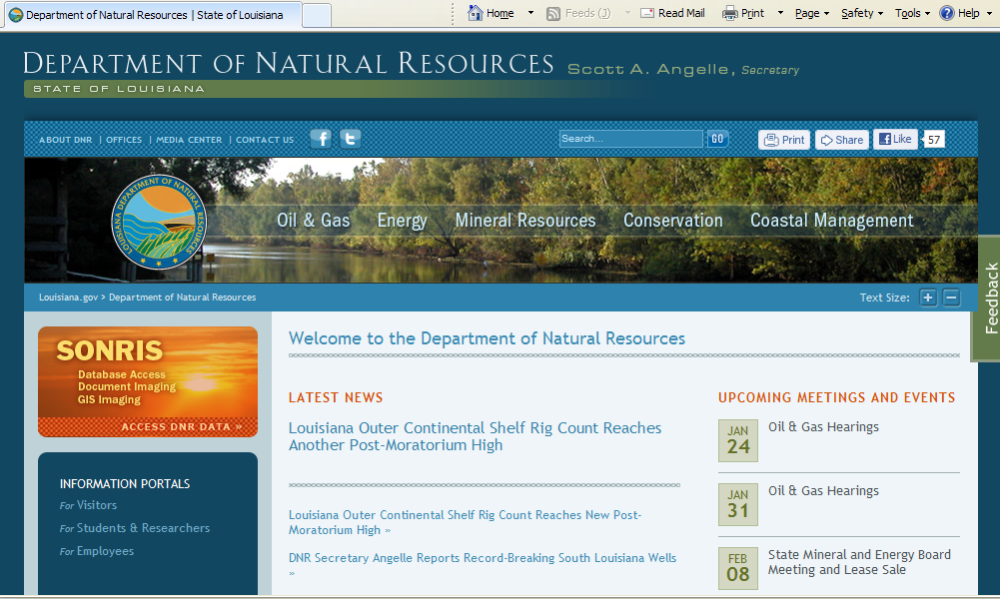 Department of Natural Resources | State of Louisiana
Home
Feeds (J)
Read Mail
Print
Page
Safety
Tools
Help
DEPARTMENT OF NATURAL RESOURCES
Scott A. Angelle, Secretary
STATE OF LOUISIANA
ABOUT DNR | OFFICES | MEDIA CENTER | CONTACT US
Search...
GO
Print
Share
Like
57
LOUISIANA DEPARTMENT OF NATURAL RESOURCES
Oil & Gas
Energy
Mineral Resources
Conservation
Coastal Management
Louisiana.gov > Department of Natural Resources
Text Size: + −
Feedback
SONRIS
Database Access
Document Imaging
GIS Imaging
ACCESS DNR DATA »
INFORMATION PORTALS
For Visitors
For Students & Researchers
For Employees
Welcome to the Department of Natural Resources
LATEST NEWS
Louisiana Outer Continental Shelf Rig Count Reaches
Another Post-Moratorium High
Louisiana Outer Continental Shelf Rig Count Reaches New Post-
Moratorium High »
DNR Secretary Angelle Reports Record-Breaking South Louisiana Wells
»
UPCOMING MEETINGS AND EVENTS
JAN
24
Oil & Gas Hearings
JAN
31
Oil & Gas Hearings
FEB
08
State Mineral and Energy Board
Meeting and Lease Sale